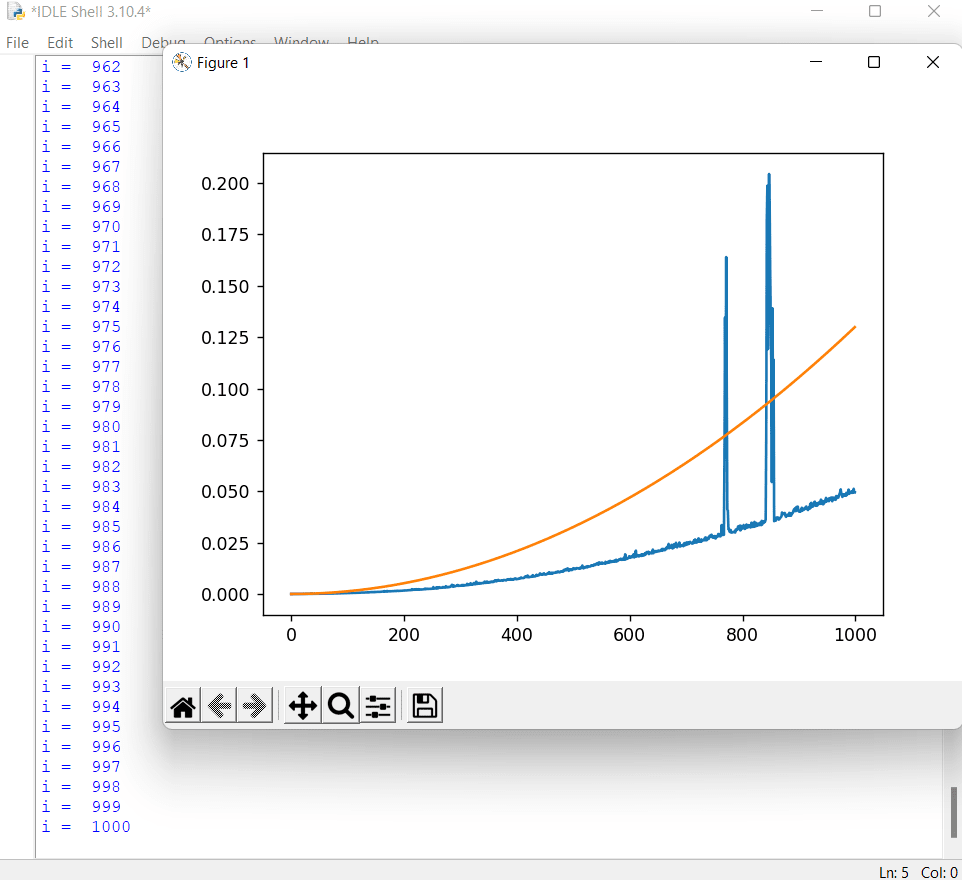 *IDLE Shell 3.10.4*
File Edit Shell Debug Options Window Help
i = 962
i = 963
i = 964
i = 965
i = 966
i = 967
i = 968
i = 969
i = 970
i = 971
i = 972
i = 973
i = 974
i = 975
i = 976
i = 977
i = 978
i = 979
i = 980
i = 981
i = 982
i = 983
i = 984
i = 985
i = 986
i = 987
i = 988
i = 989
i = 990
i = 991
i = 992
i = 993
i = 994
i = 995
i = 996
i = 997
i = 998
i = 999
i = 1000
Figure 1
0.200
0.175
0.150
0.125
0.100
0.075
0.050
0.025
0.000
0 200 400 600 800 1000
Ln: 5 Col: 0